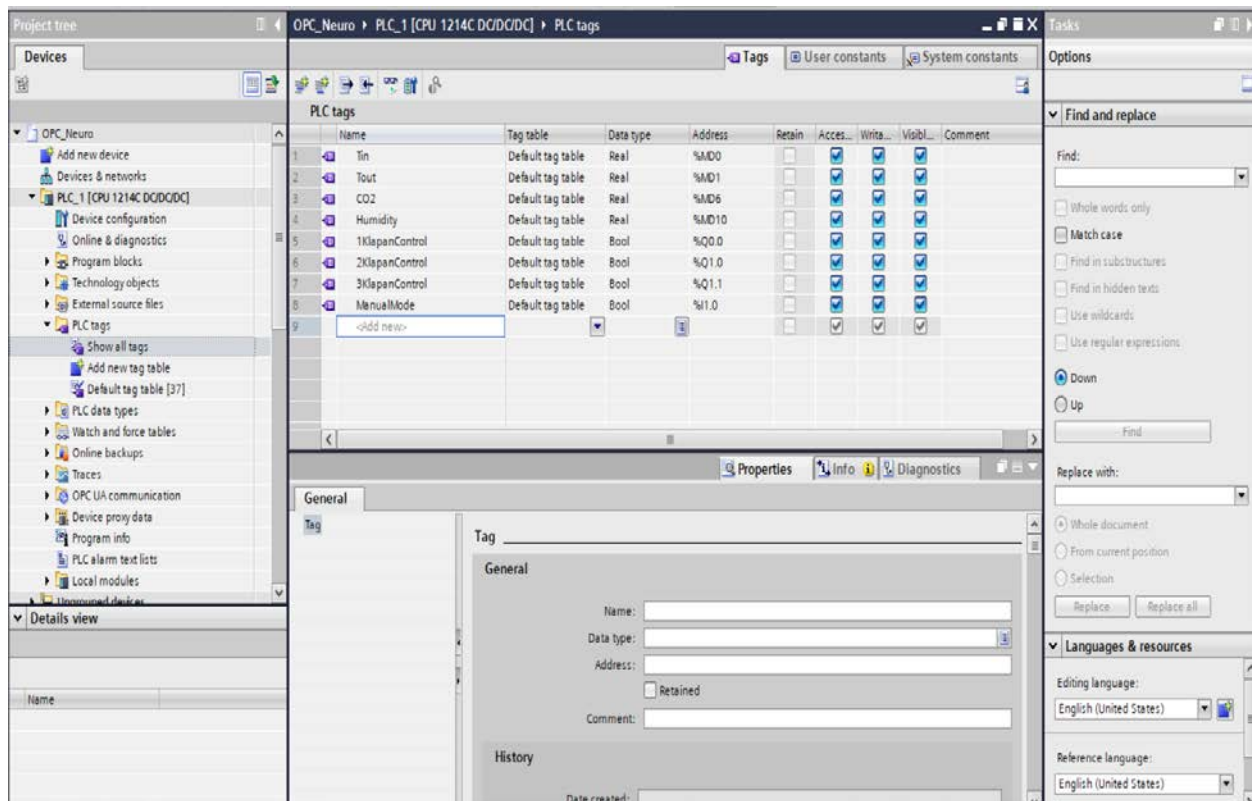 Project tree
Devices
OPC_Neuro
Add new device
Devices & networks
PLC_1 [CPU 1214C DC/DC/DC]
Device configuration
Online & diagnostics
Program blocks
Technology objects
External source files
PLC tags
Show all tags
Add new tag table
Default tag table [37]
PLC data types
Watch and force tables
Online backups
Traces
OPC UA communication
Device proxy data
Program info
PLC alarm text lists
Local modules
Ungrouped devices
Details view
Name
OPC_Neuro PLC_1 [CPU 1214C DC/DC/DC] PLC tags
Tags User constants System constants
PLC tags
Name Tag table Data type Address Retain Acces... Writa... Visibl... Comment
1 Tin Default tag table Real %MD0
2 Tout Default tag table Real %MD1
3 CO2 Default tag table Real %MD6
4 Humidity Default tag table Real %MD10
5 1KlapanControl Default tag table Bool %Q0.0
6 2KlapanControl Default tag table Bool %Q1.0
7 3KlapanControl Default tag table Bool %Q1.1
8 ManualMode Default tag table Bool %I1.0
9 <Add new>
Properties Info Diagnostics
General
Tag
Tag
General
Name:
Data type:
Address:
Retained
Comment:
History
Date created:
Tasks
Options
Find and replace
Find:
Whole words only
Match case
Find in substructures
Find in hidden texts
Use wildcards
Use regular expressions
Down
Up
Find
Replace with:
Whole document
From current position
Selection
Replace Replace all
Languages & resources
Editing language:
English (United States)
Reference language:
English (United States)